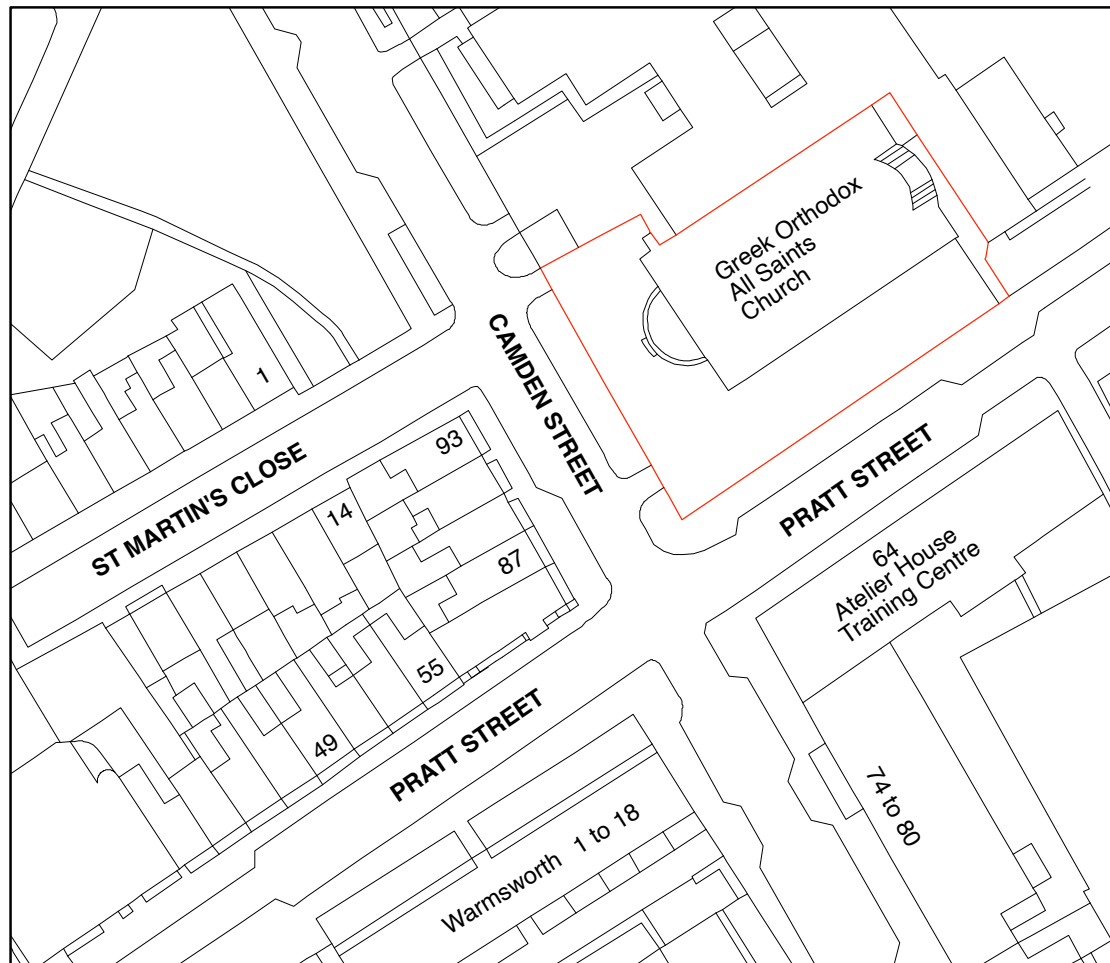 Greek Orthodox
All Saints
Church
CAMDEN STREET
1
93
ST MARTIN'S CLOSE
14
87
PRATT STREET
64
Atelier House
Training Centre
55
49
PRATT STREET
74 to 80
Warmsworth 1 to 18